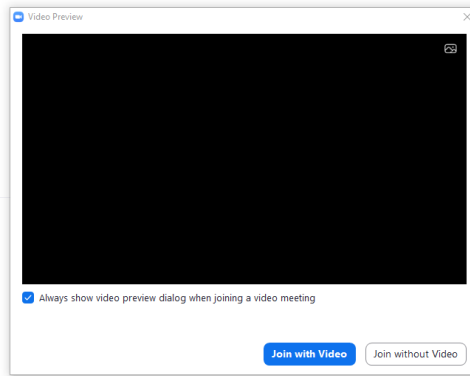 Video Preview
Always show video preview dialog when joining a video meeting
Join with Video
Join without Video